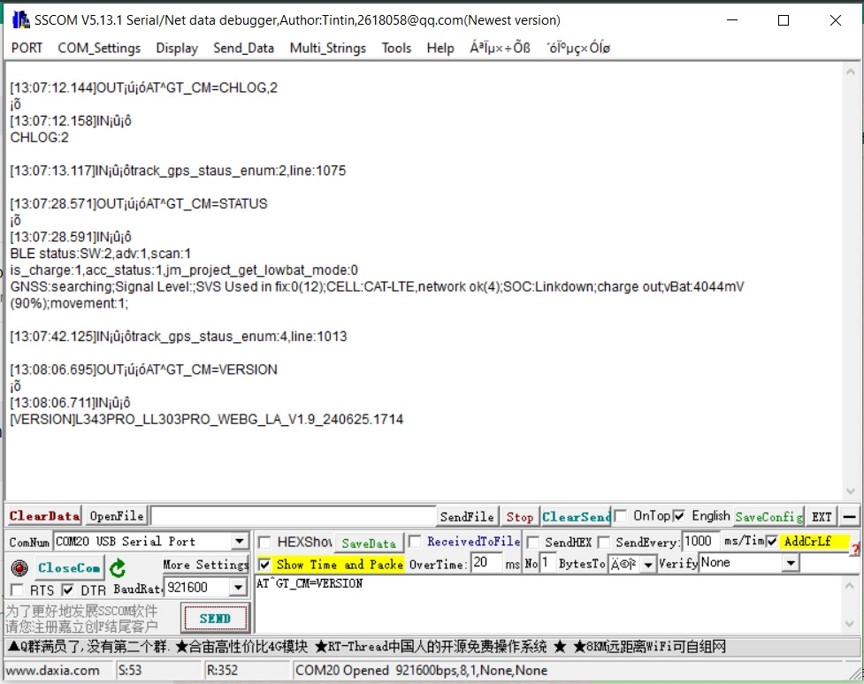 SSCOM V5.13.1 Serial/Net data debugger,Author:Tintin,2618058@qq.com(Newest version)
PORT COM_Settings Display Send_Data Multi_Strings Tools Help ÁªÏµ×÷Õß ´óÏºµç×ÓÍø
[13:07:12.144]OUT¡ú¡óAT^GT_CM=CHLOG,2
¡õ
[13:07:12.158]IN¡û¡ô
CHLOG:2
[13:07:13.117]IN¡û¡ôtrack_gps_staus_enum:2,line:1075
[13:07:28.571]OUT¡ú¡óAT^GT_CM=STATUS
¡õ
[13:07:28.591]IN¡û¡ô
BLE status:SW:2,adv:1,scan:1
is_charge:1,acc_status:1,jm_project_get_lowbat_mode:0
GNSS:searching;Signal Level:;SVS Used in fix:0(12);CELL:CAT-LTE,network ok(4);SOC:Linkdown;charge out;vBat:4044mV
(90%);movement:1;
[13:07:42.125]IN¡û¡ôtrack_gps_staus_enum:4,line:1013
[13:08:06.695]OUT¡ú¡óAT^GT_CM=VERSION
¡õ
[13:08:06.711]IN¡û¡ô
[VERSION]L343PRO_LL303PRO_WEBG_LA_V1.9_240625.1714
ClearData OpenFile SendFile Stop ClearSend OnTop English SaveConfig EXT
ComNum COM20 USB Serial Port HEXShow SaveData ReceivedToFile SendHEX SendEvery: 1000 ms/Tim AddCrLf
CloseCom More Settings Show Time and Packe OverTime: 20 ms No 1 BytesTo Verify None
RTS DTR BaudRat 921600 AT^GT_CM=VERSION
为了更好地发展SSCOM软件
请您注册嘉立创F结尾客户 SEND
▲Q群满员了,没有第二个群. ★合宙高性价比4G模块 ★RT-Thread中国人的开源免费操作系统 ★ ★8KM远距离WiFi可自组网
www.daxia.com S:53 R:352 COM20 Opened 921600bps,8,1,None,None